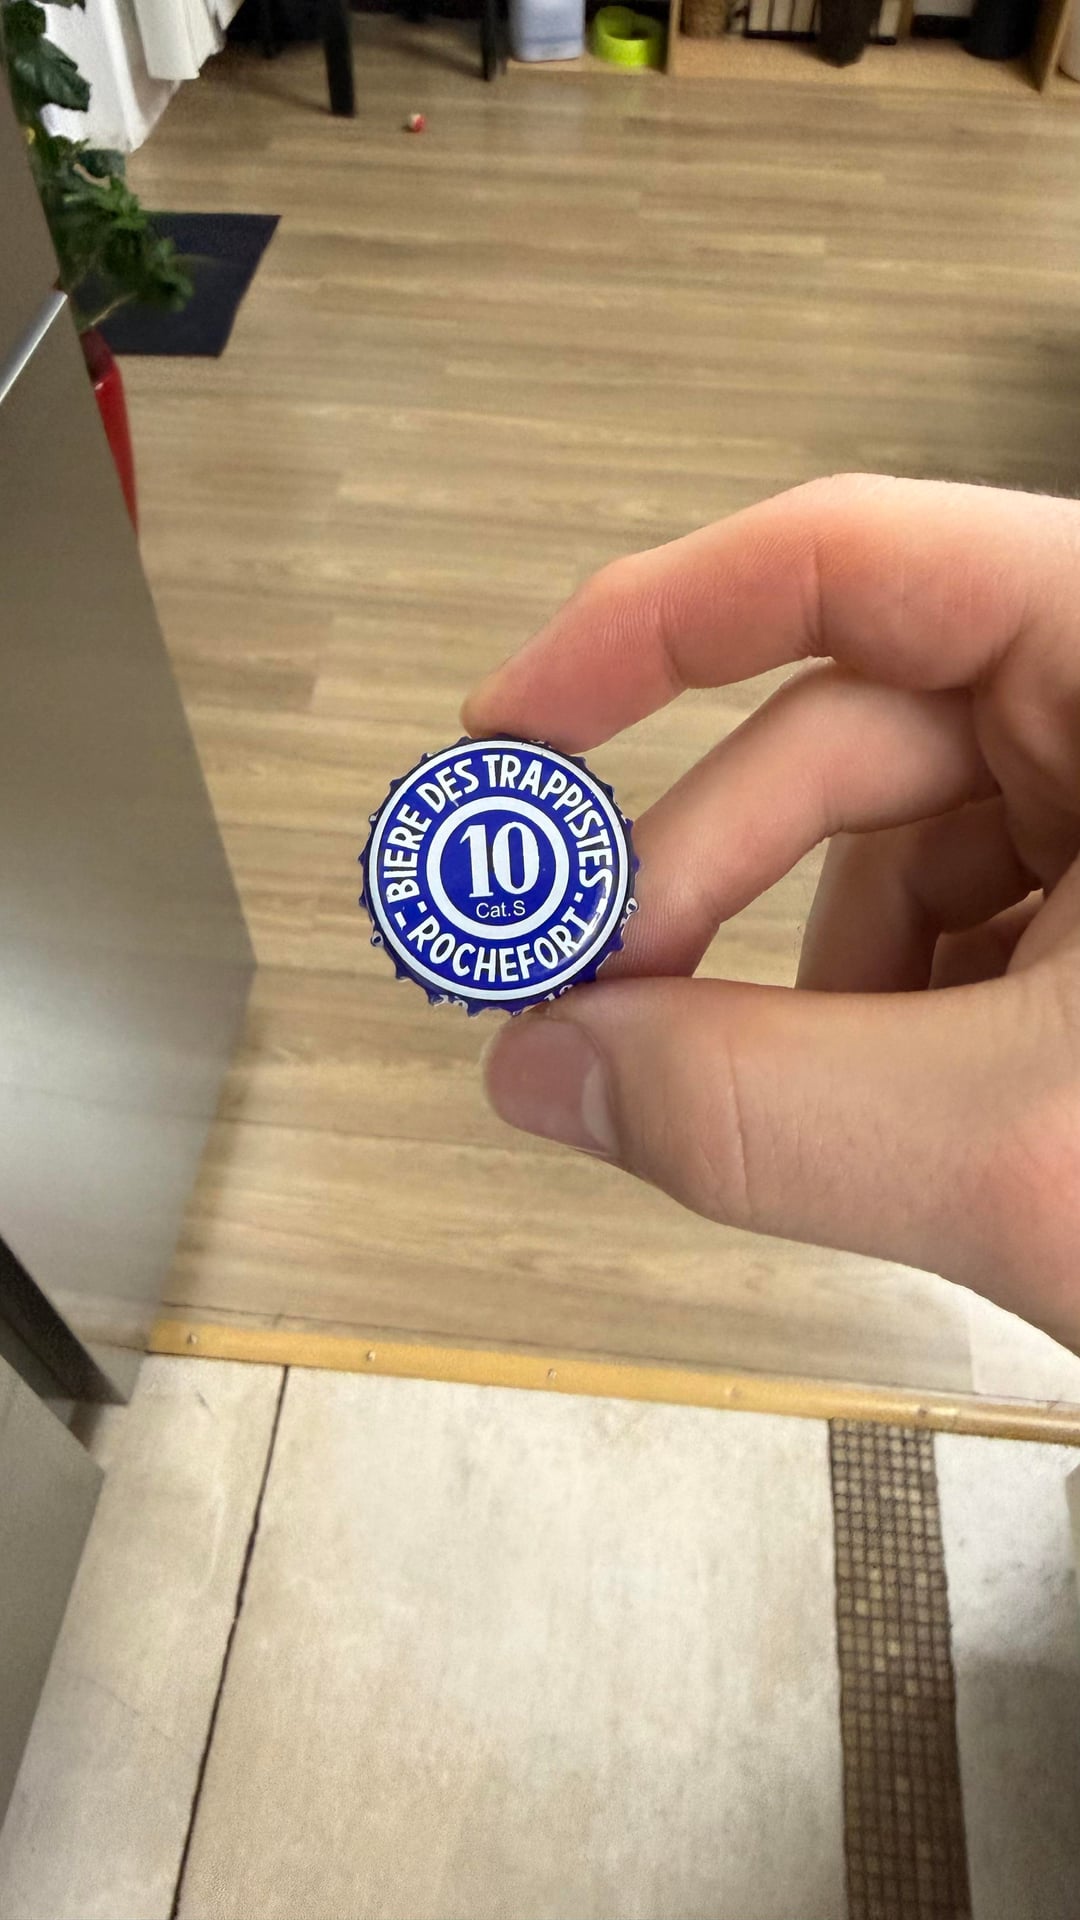 BIERE DES TRAPPISTES
10
Cat.S
- ROCHEFORT -